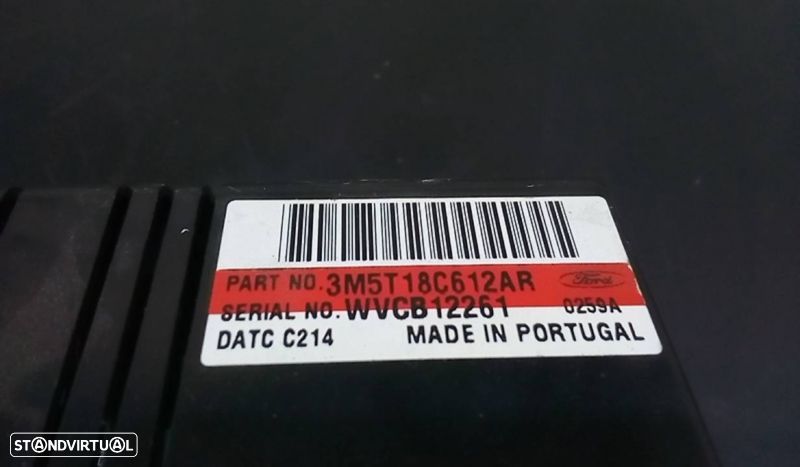 PART NO. 3M5T18C612AR Ford
SERIAL NO. WVCB12261 0259A
DATC C214 MADE IN PORTUGAL
STANDVIRTUAL